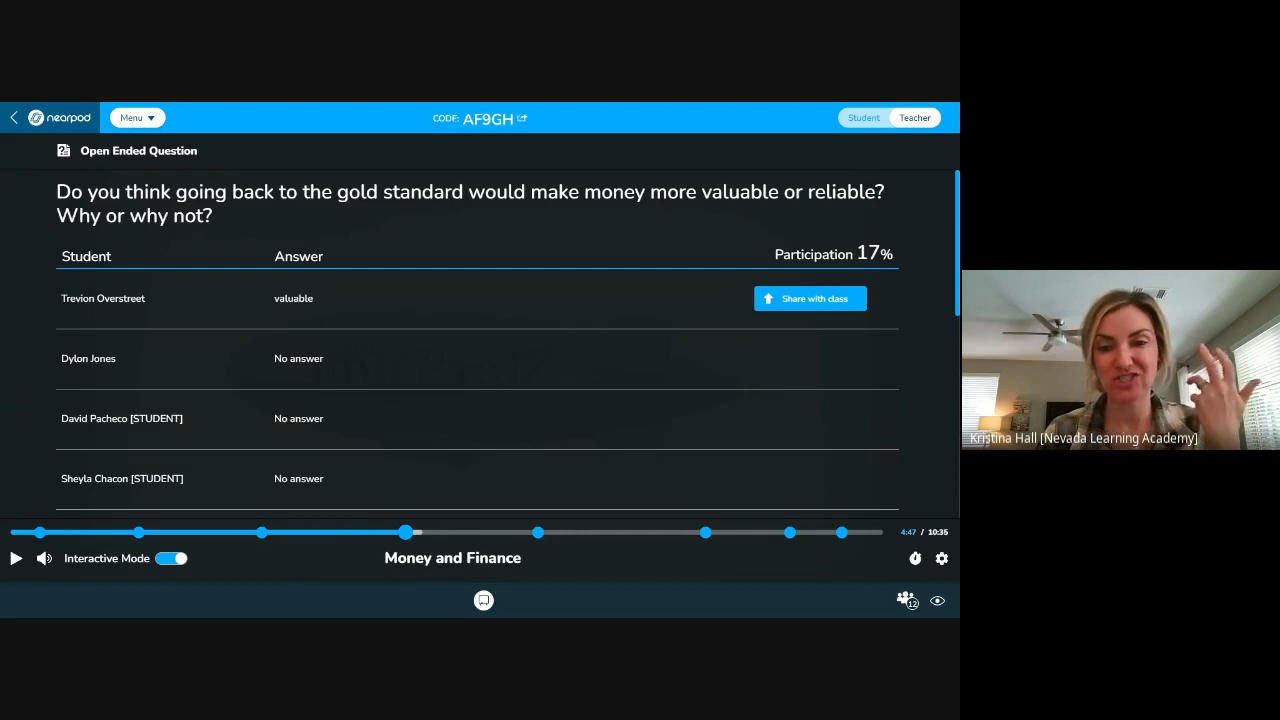 nearpod
Menu
CODE: AF9GH
Student
Teacher
Open Ended Question
Do you think going back to the gold standard would make money more valuable or reliable?
Why or why not?
Student Answer Participation 17%
Trevion Overstreet valuable Share with class
Dylon Jones No answer
David Pacheco [STUDENT] No answer
Sheyla Chacon [STUDENT] No answer
Kristina Hall [Nevada Learning Academy]
4:47 / 10:35
Interactive Mode
Money and Finance
12